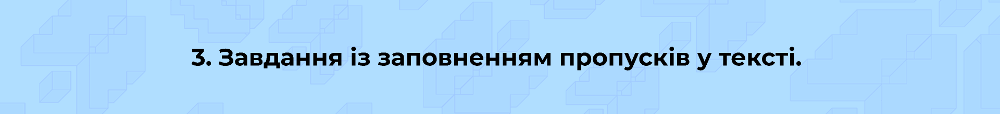 3. Завдання із заповненням пропусків у тексті.